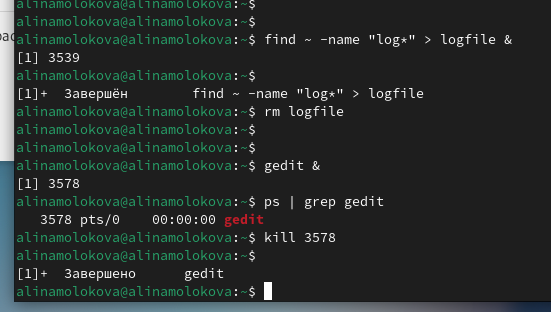 alinamolokova@alinamolokova:~$
alinamolokova@alinamolokova:~$
alinamolokova@alinamolokova:~$ find ~ -name "log*" > logfile &
[1] 3539
alinamolokova@alinamolokova:~$
[1]+  Завершён        find ~ -name "log*" > logfile
alinamolokova@alinamolokova:~$ rm logfile
alinamolokova@alinamolokova:~$
alinamolokova@alinamolokova:~$
alinamolokova@alinamolokova:~$ gedit &
[1] 3578
alinamolokova@alinamolokova:~$ ps | grep gedit
   3578 pts/0    00:00:00 gedit
alinamolokova@alinamolokova:~$ kill 3578
alinamolokova@alinamolokova:~$
[1]+  Завершено      gedit
alinamolokova@alinamolokova:~$